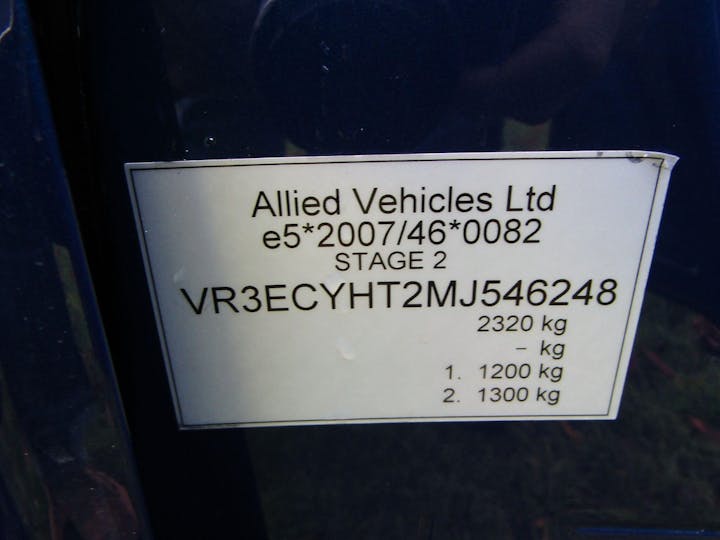 Allied Vehicles Ltd
e5*2007/46*0082
STAGE 2
VR3ECYHT2MJ546248
2320 kg
– kg
1. 1200 kg
2. 1300 kg